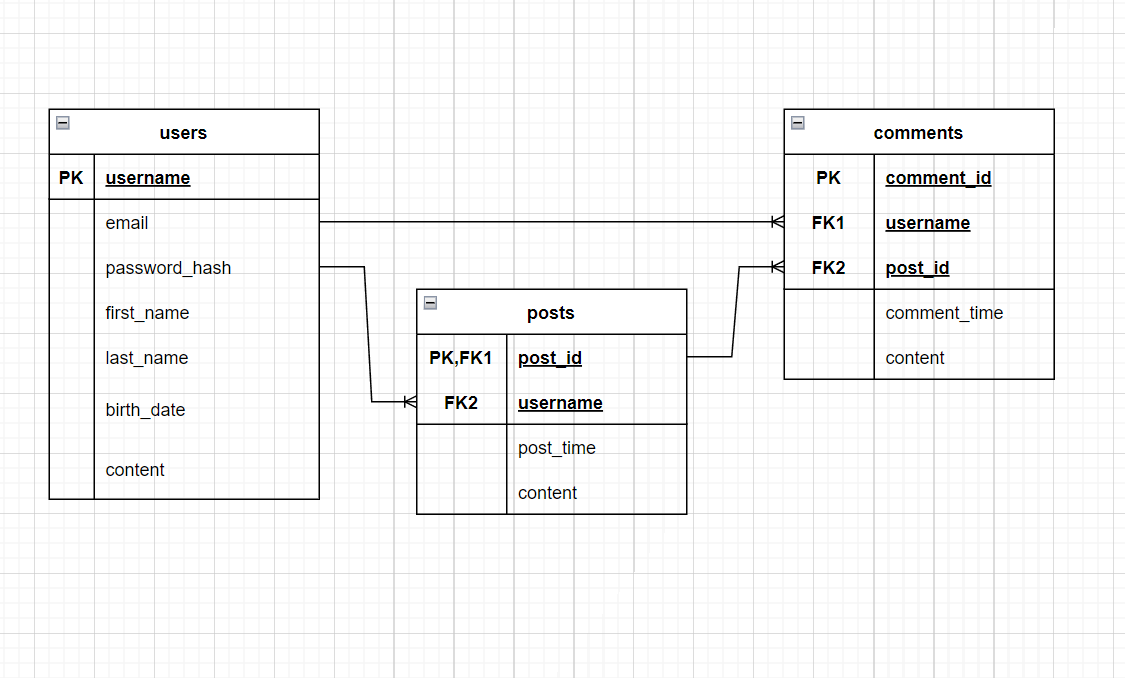 users
PK username
email
password_hash
first_name
last_name
birth_date
content
posts
PK,FK1 post_id
FK2 username
post_time
content
comments
PK comment_id
FK1 username
FK2 post_id
comment_time
content